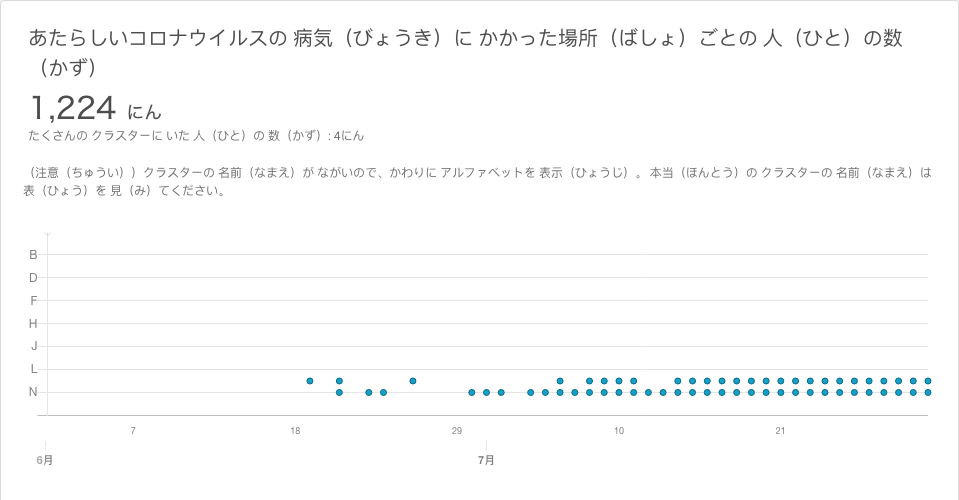 あたらしいコロナウイルスの 病気（びょうき）に かかった場所（ばしょ）ごとの 人（ひと）の数
（かず）
1,224 にん
たくさんの クラスターに いた 人（ひと）の 数（かず）: 4にん
（注意（ちゅうい））クラスターの 名前（なまえ）が ながいので、かわりに アルファベットを 表示（ひょうじ）。 本当（ほんとう）の クラスターの 名前（なまえ）は
表（ひょう）を 見（み）てください。
B
D
F
H
J
L
N
7 18 29 10 21
6月 7月